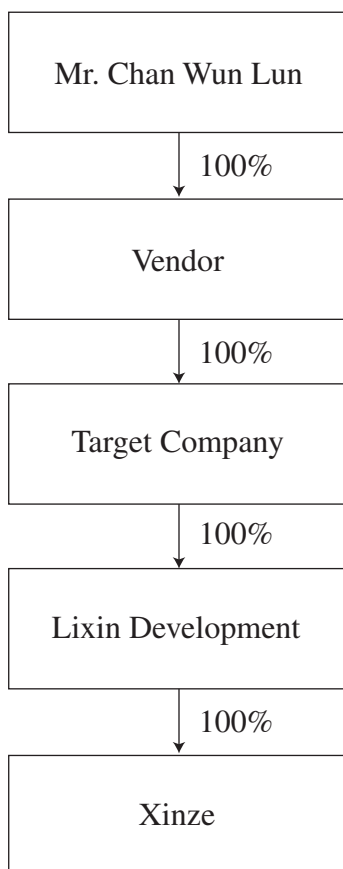 Mr. Chan Wun Lun
100%
Vendor
100%
Target Company
100%
Lixin Development
100%
Xinze